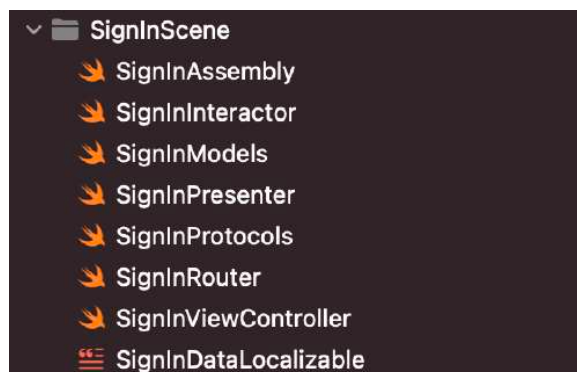 SignInScene
SignInAssembly
SignInInteractor
SignInModels
SignInPresenter
SignInProtocols
SignInRouter
SignInViewController
SignInDataLocalizable